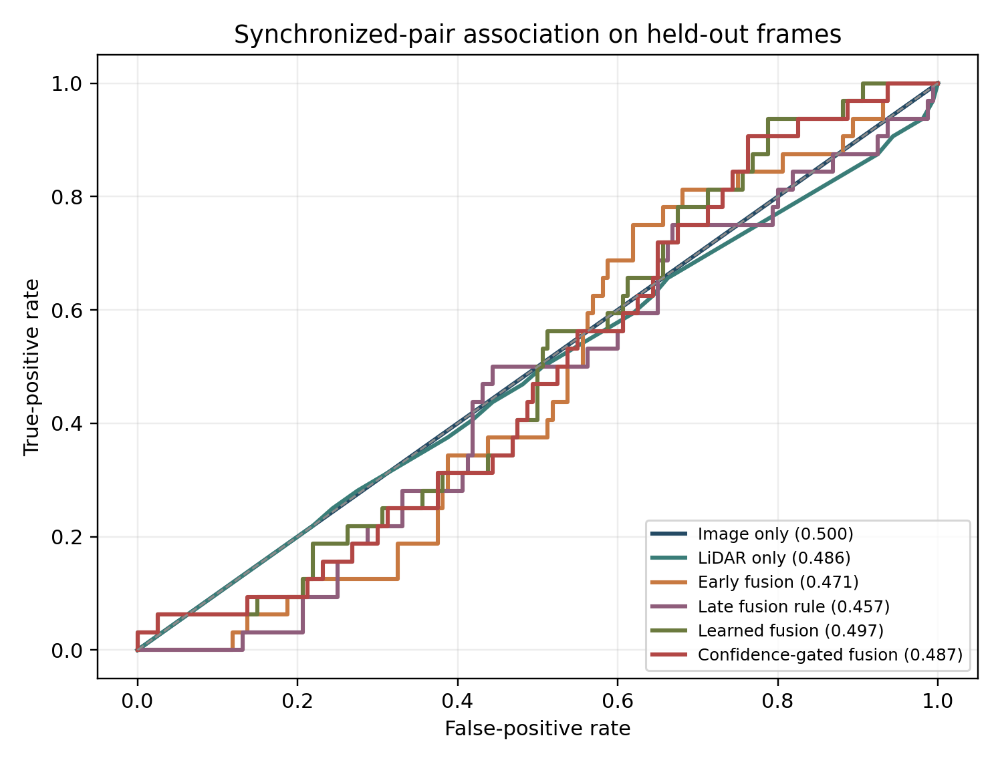 Synchronized-pair association on held-out frames
True-positive rate
1.0
0.8
0.6
0.4
0.2
0.0
Image only (0.500)
LiDAR only (0.486)
Early fusion (0.471)
Late fusion rule (0.457)
Learned fusion (0.497)
Confidence-gated fusion (0.487)
0.0 0.2 0.4 0.6 0.8 1.0
False-positive rate